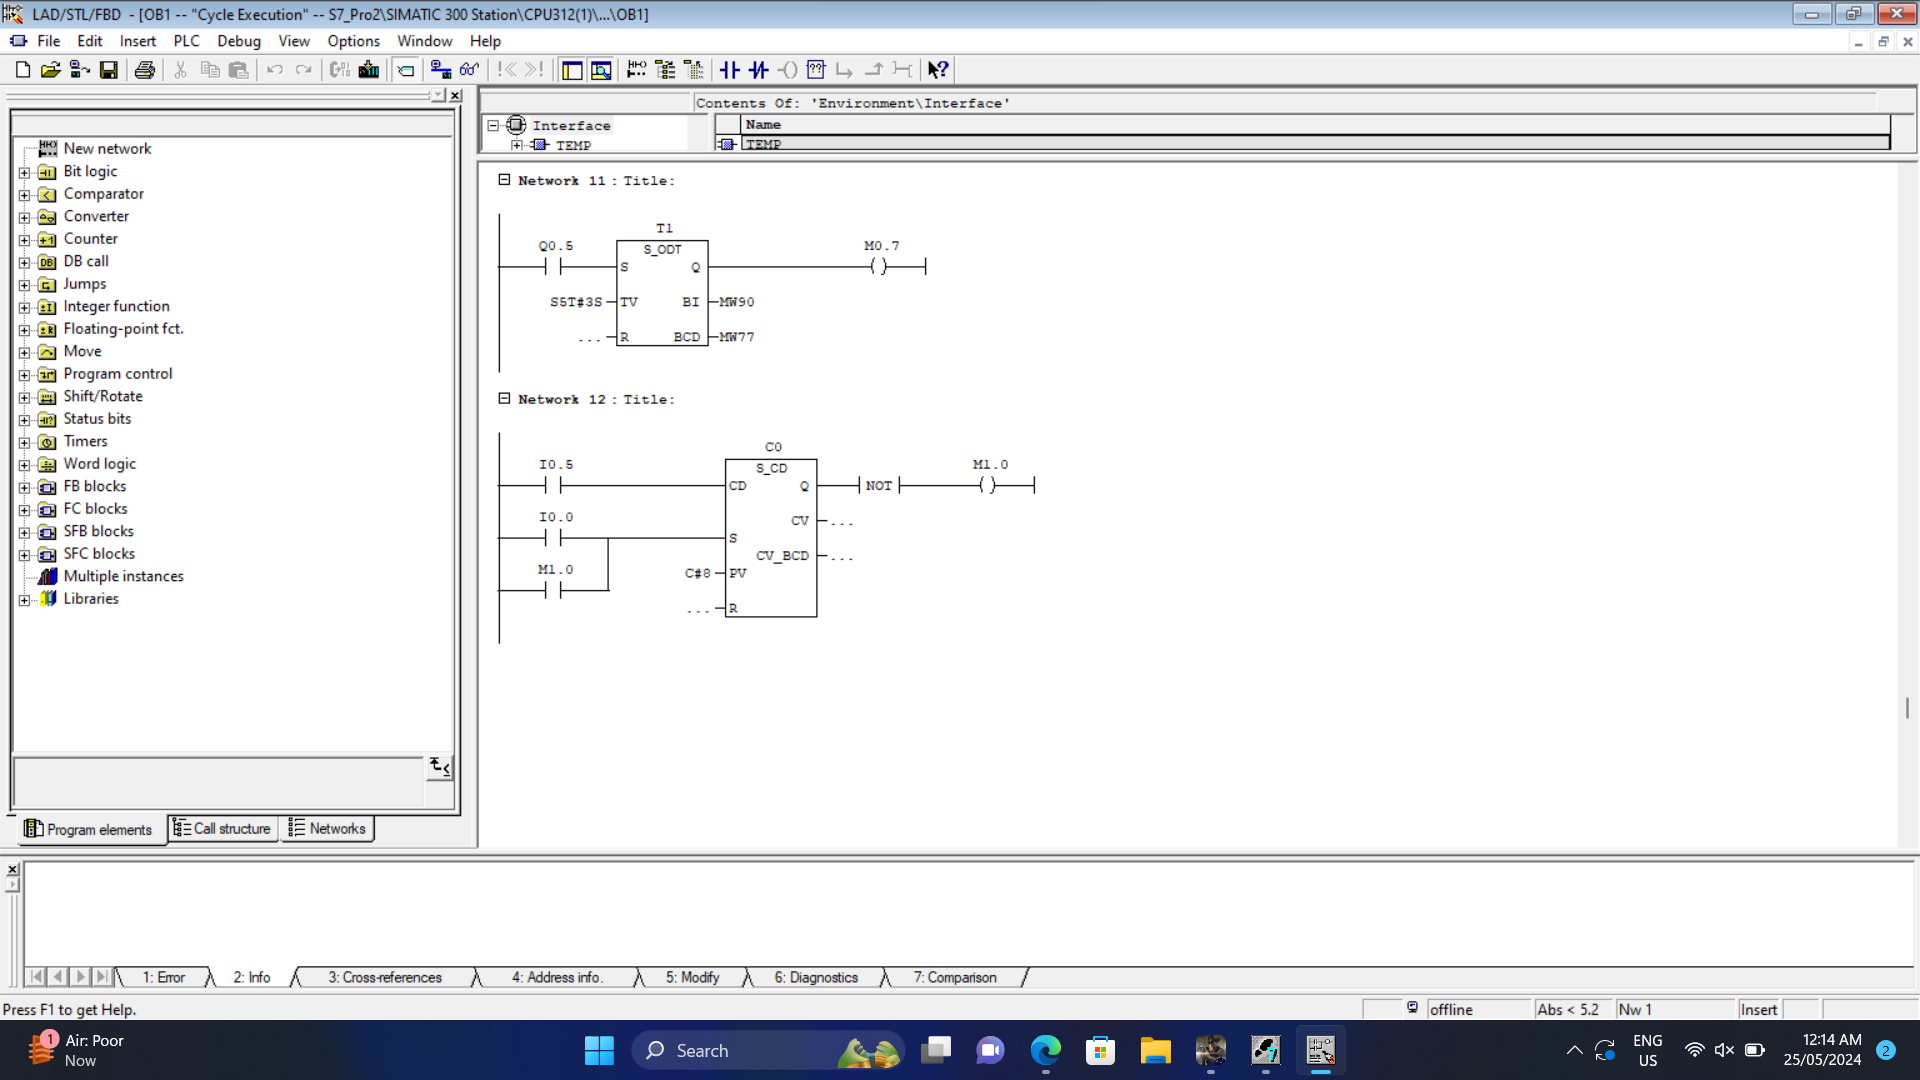 LAD/STL/FBD - [OB1 -- "Cycle Execution" -- S7_Pro2\SIMATIC 300 Station\CPU312(1)\...\OB1]
File Edit Insert PLC Debug View Options Window Help
Contents Of: 'Environment\Interface'
Interface
TEMP
Name
TEMP
New network
Bit logic
Comparator
Converter
Counter
DB call
Jumps
Integer function
Floating-point fct.
Move
Program control
Shift/Rotate
Status bits
Timers
Word logic
FB blocks
FC blocks
SFB blocks
SFC blocks
Multiple instances
Libraries
Program elements Call structure Networks
Network 11 : Title:
T1
Q0.5 S_ODT M0.7
S Q
S5T#3S TV BI MW90
... R BCD MW77
Network 12 : Title:
C0
I0.5 S_CD M1.0
CD Q NOT
CV ...
I0.0
S
CV_BCD ...
M1.0
C#8 PV
... R
1: Error 2: Info 3: Cross-references 4: Address info. 5: Modify 6: Diagnostics 7: Comparison
Press F1 to get Help.
offline Abs < 5.2 Nw 1 Insert
1
Air: Poor
Now
Search
ENG
US
12:14 AM
25/05/2024
2